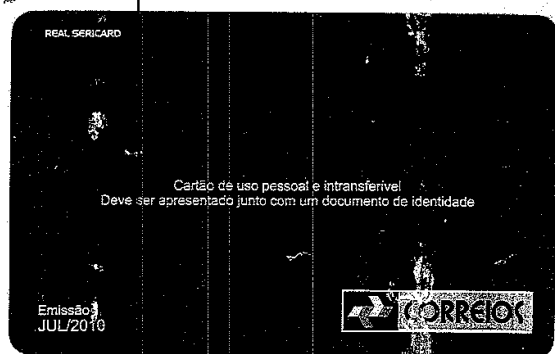 REAL SERICARD
Cartão de uso pessoal e intransferível
Deve ser apresentado junto com um documento de identidade
Emissão
JUL/2010
CORREIOS